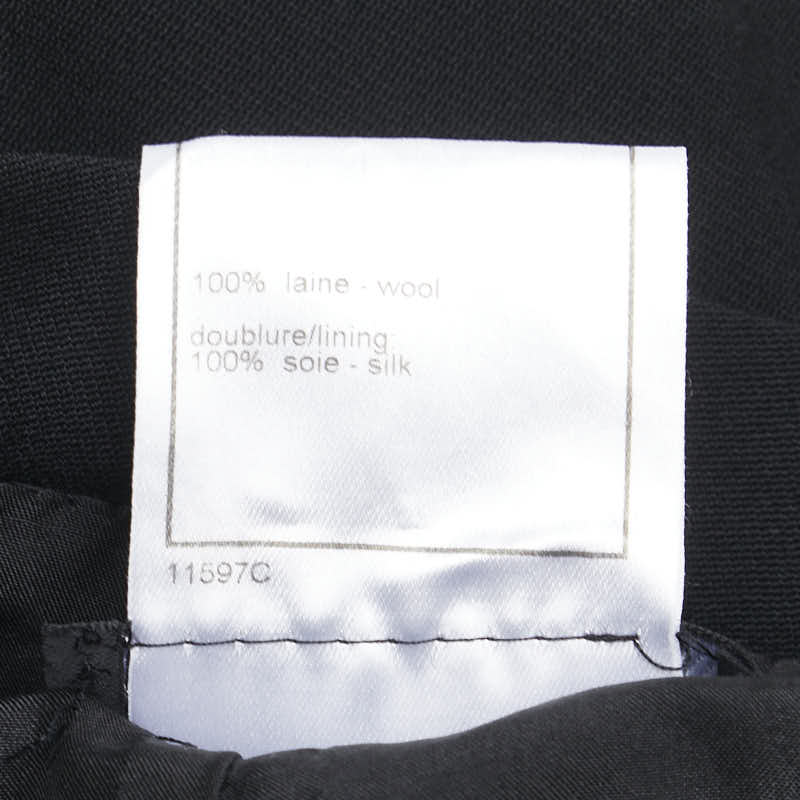 100% laine - wool
doublure/lining:
100% soie - silk
11597C